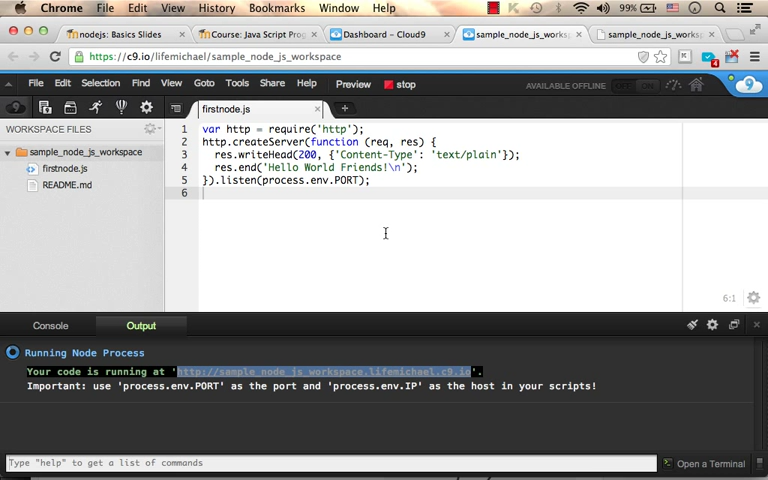 Chrome File Edit View History Bookmarks Window Help 99%
nodejs: Basics Slides Course: Java Script Prog Dashboard - Cloud9 sample_node_js_workspac sample_node_js_workspac
https://c9.io/lifemichael/sample_node_js_workspace
4
File Edit Selection Find View Goto Tools Share Help Preview stop AVAILABLE OFFLINE OFF
9
firstnode.js
WORKSPACE FILES
sample_node_js_workspace
firstnode.js
README.md
1 var http = require('http');
2 http.createServer(function (req, res) {
3 res.writeHead(200, {'Content-Type': 'text/plain'});
4 res.end('Hello World Friends!\n');
5 }).listen(process.env.PORT);
6
6:1
Console Output
Running Node Process
Your code is running at 'http://sample_node_js_workspace.lifemichael.c9.io'.
Important: use 'process.env.PORT' as the port and 'process.env.IP' as the host in your scripts!
Type "help" to get a list of commands
Open a Terminal